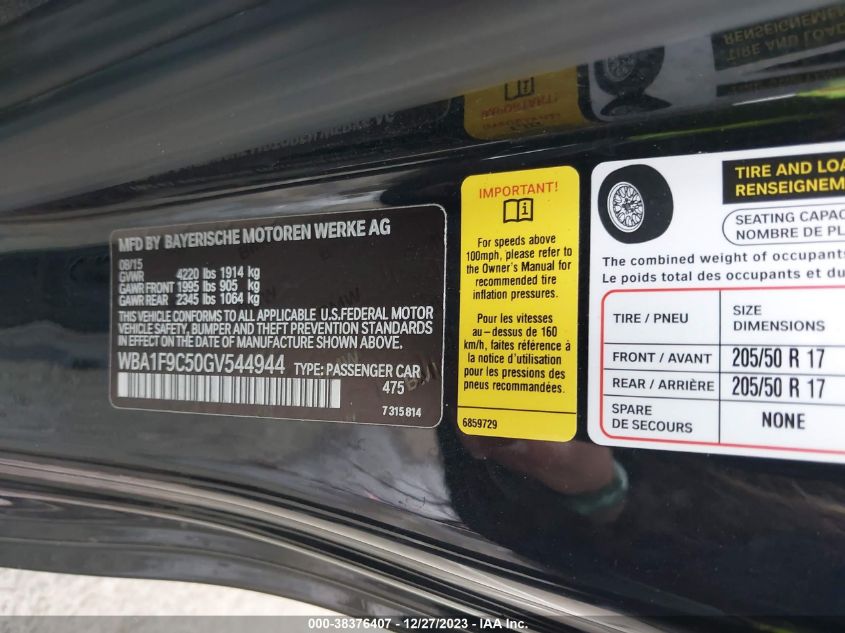 MFD BY BAYERISCHE MOTOREN WERKE AG
08/15
GVWR 4220 lbs 1914 kg
GAWR FRONT 1995 lbs 905 kg
GAWR REAR 2345 lbs 1064 kg
THIS VEHICLE CONFORMS TO ALL APPLICABLE U.S.FEDERAL MOTOR
VEHICLE SAFETY, BUMPER AND THEFT PREVENTION STANDARDS
IN EFFECT ON THE DATE OF MANUFACTURE SHOWN ABOVE.
WBA1F9C50GV544944 TYPE: PASSENGER CAR
475
7315814
IMPORTANT!
For speeds above
100mph, please refer to
the Owner's Manual for
recommended tire
inflation pressures.
Pour les vitesses
au-dessus de 160
km/h, faites référence à
la notice d'utilisation
pour les pressions des
pneus recommandées.
6859729
TIRE AND LOA
RENSEIGNEM
SEATING CAPAC
NOMBRE DE PL
The combined weight of occupants
Le poids total des occupants et du
TIRE / PNEU
SIZE
DIMENSIONS
FRONT / AVANT 205/50 R 17
REAR / ARRIÈRE 205/50 R 17
SPARE
DE SECOURS
NONE
000-38376407 - 12/27/2023 - IAAI.COM